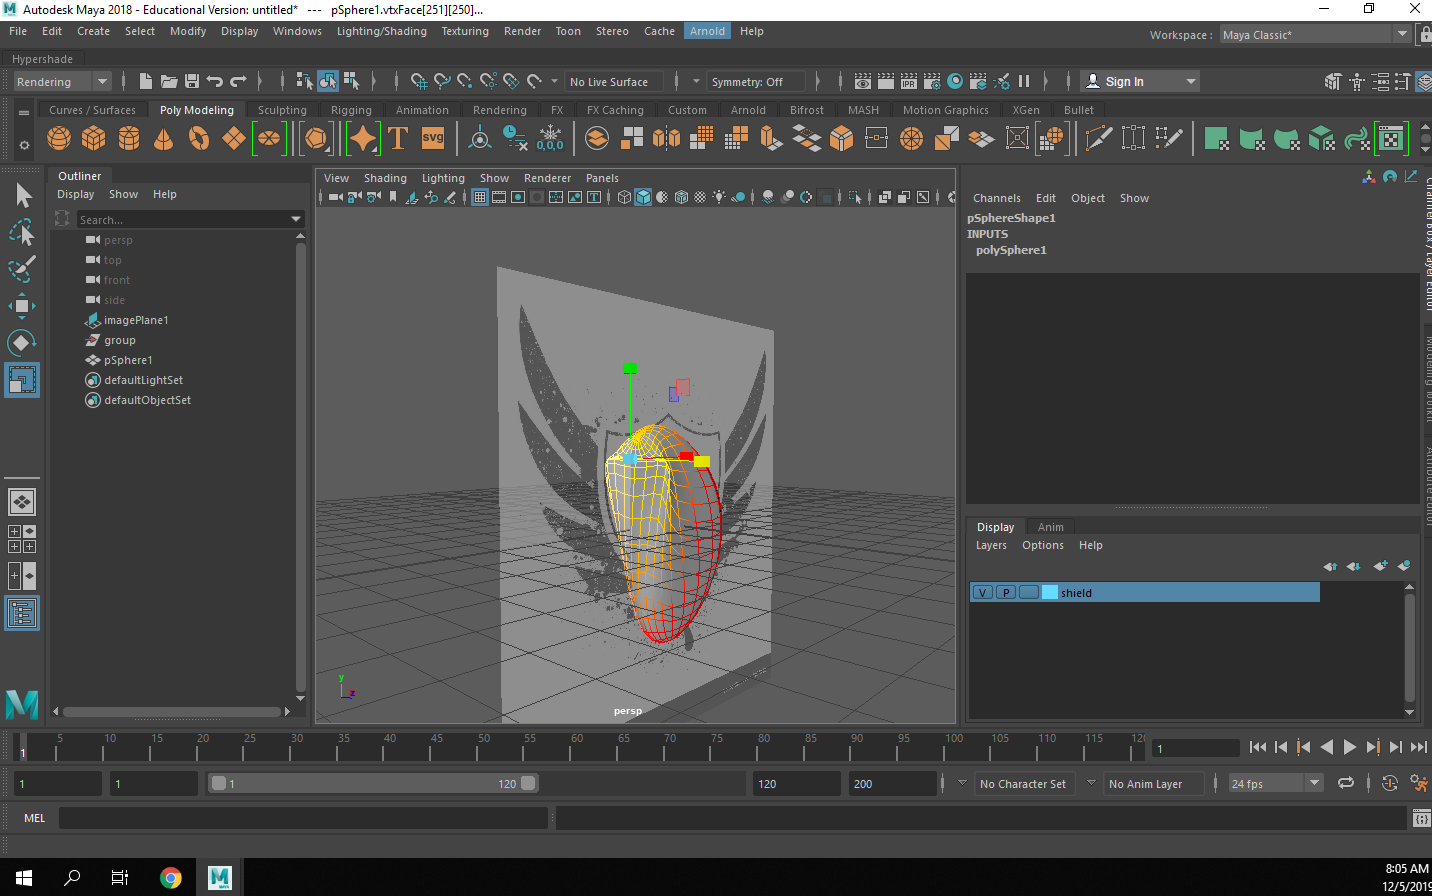 Autodesk Maya 2018 - Educational Version: untitled* --- pSphere1.vtxFace[251][250]...
File Edit Create Select Modify Display Windows Lighting/Shading Texturing Render Toon Stereo Cache Arnold Help
Workspace : Maya Classic*
Hypershade
Rendering No Live Surface Symmetry: Off Sign In
IPR
Curves / Surfaces Poly Modeling Sculpting Rigging Animation Rendering FX FX Caching Custom Arnold Bifrost MASH Motion Graphics XGen Bullet
T svg 0,0,0
Outliner
Display Show Help
Search...
persp
top
front
side
imagePlane1
group
pSphere1
defaultLightSet
defaultObjectSet
View Shading Lighting Show Renderer Panels
y
z
persp
Channels Edit Object Show
pSphereShape1
INPUTS
polySphere1
Display Anim
Layers Options Help
V P shield
1 5 10 15 20 25 30 35 40 45 50 55 60 65 70 75 80 85 90 95 100 105 110 115 12
1
1 1 1 120 120 200 No Character Set No Anim Layer 24 fps
MEL
8:05 AM
12/5/2019